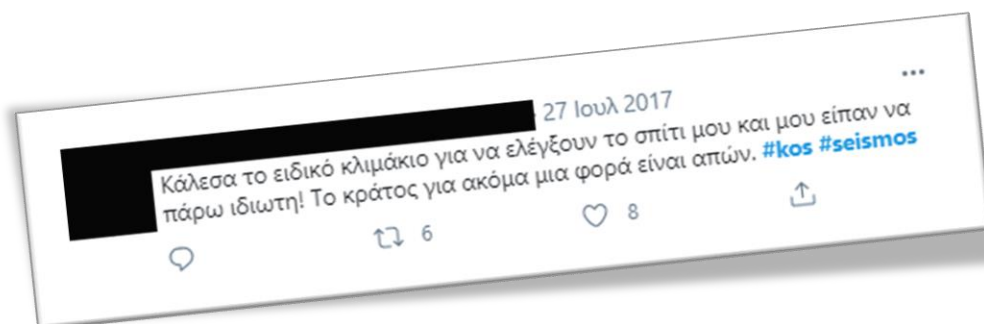 27 Ιουλ 2017
Κάλεσα το ειδικό κλιμάκιο για να ελέγξουν το σπίτι μου και μου είπαν να
πάρω ιδιωτη! Το κράτος για ακόμα μια φορά είναι απών. #kos #seismos
6 8